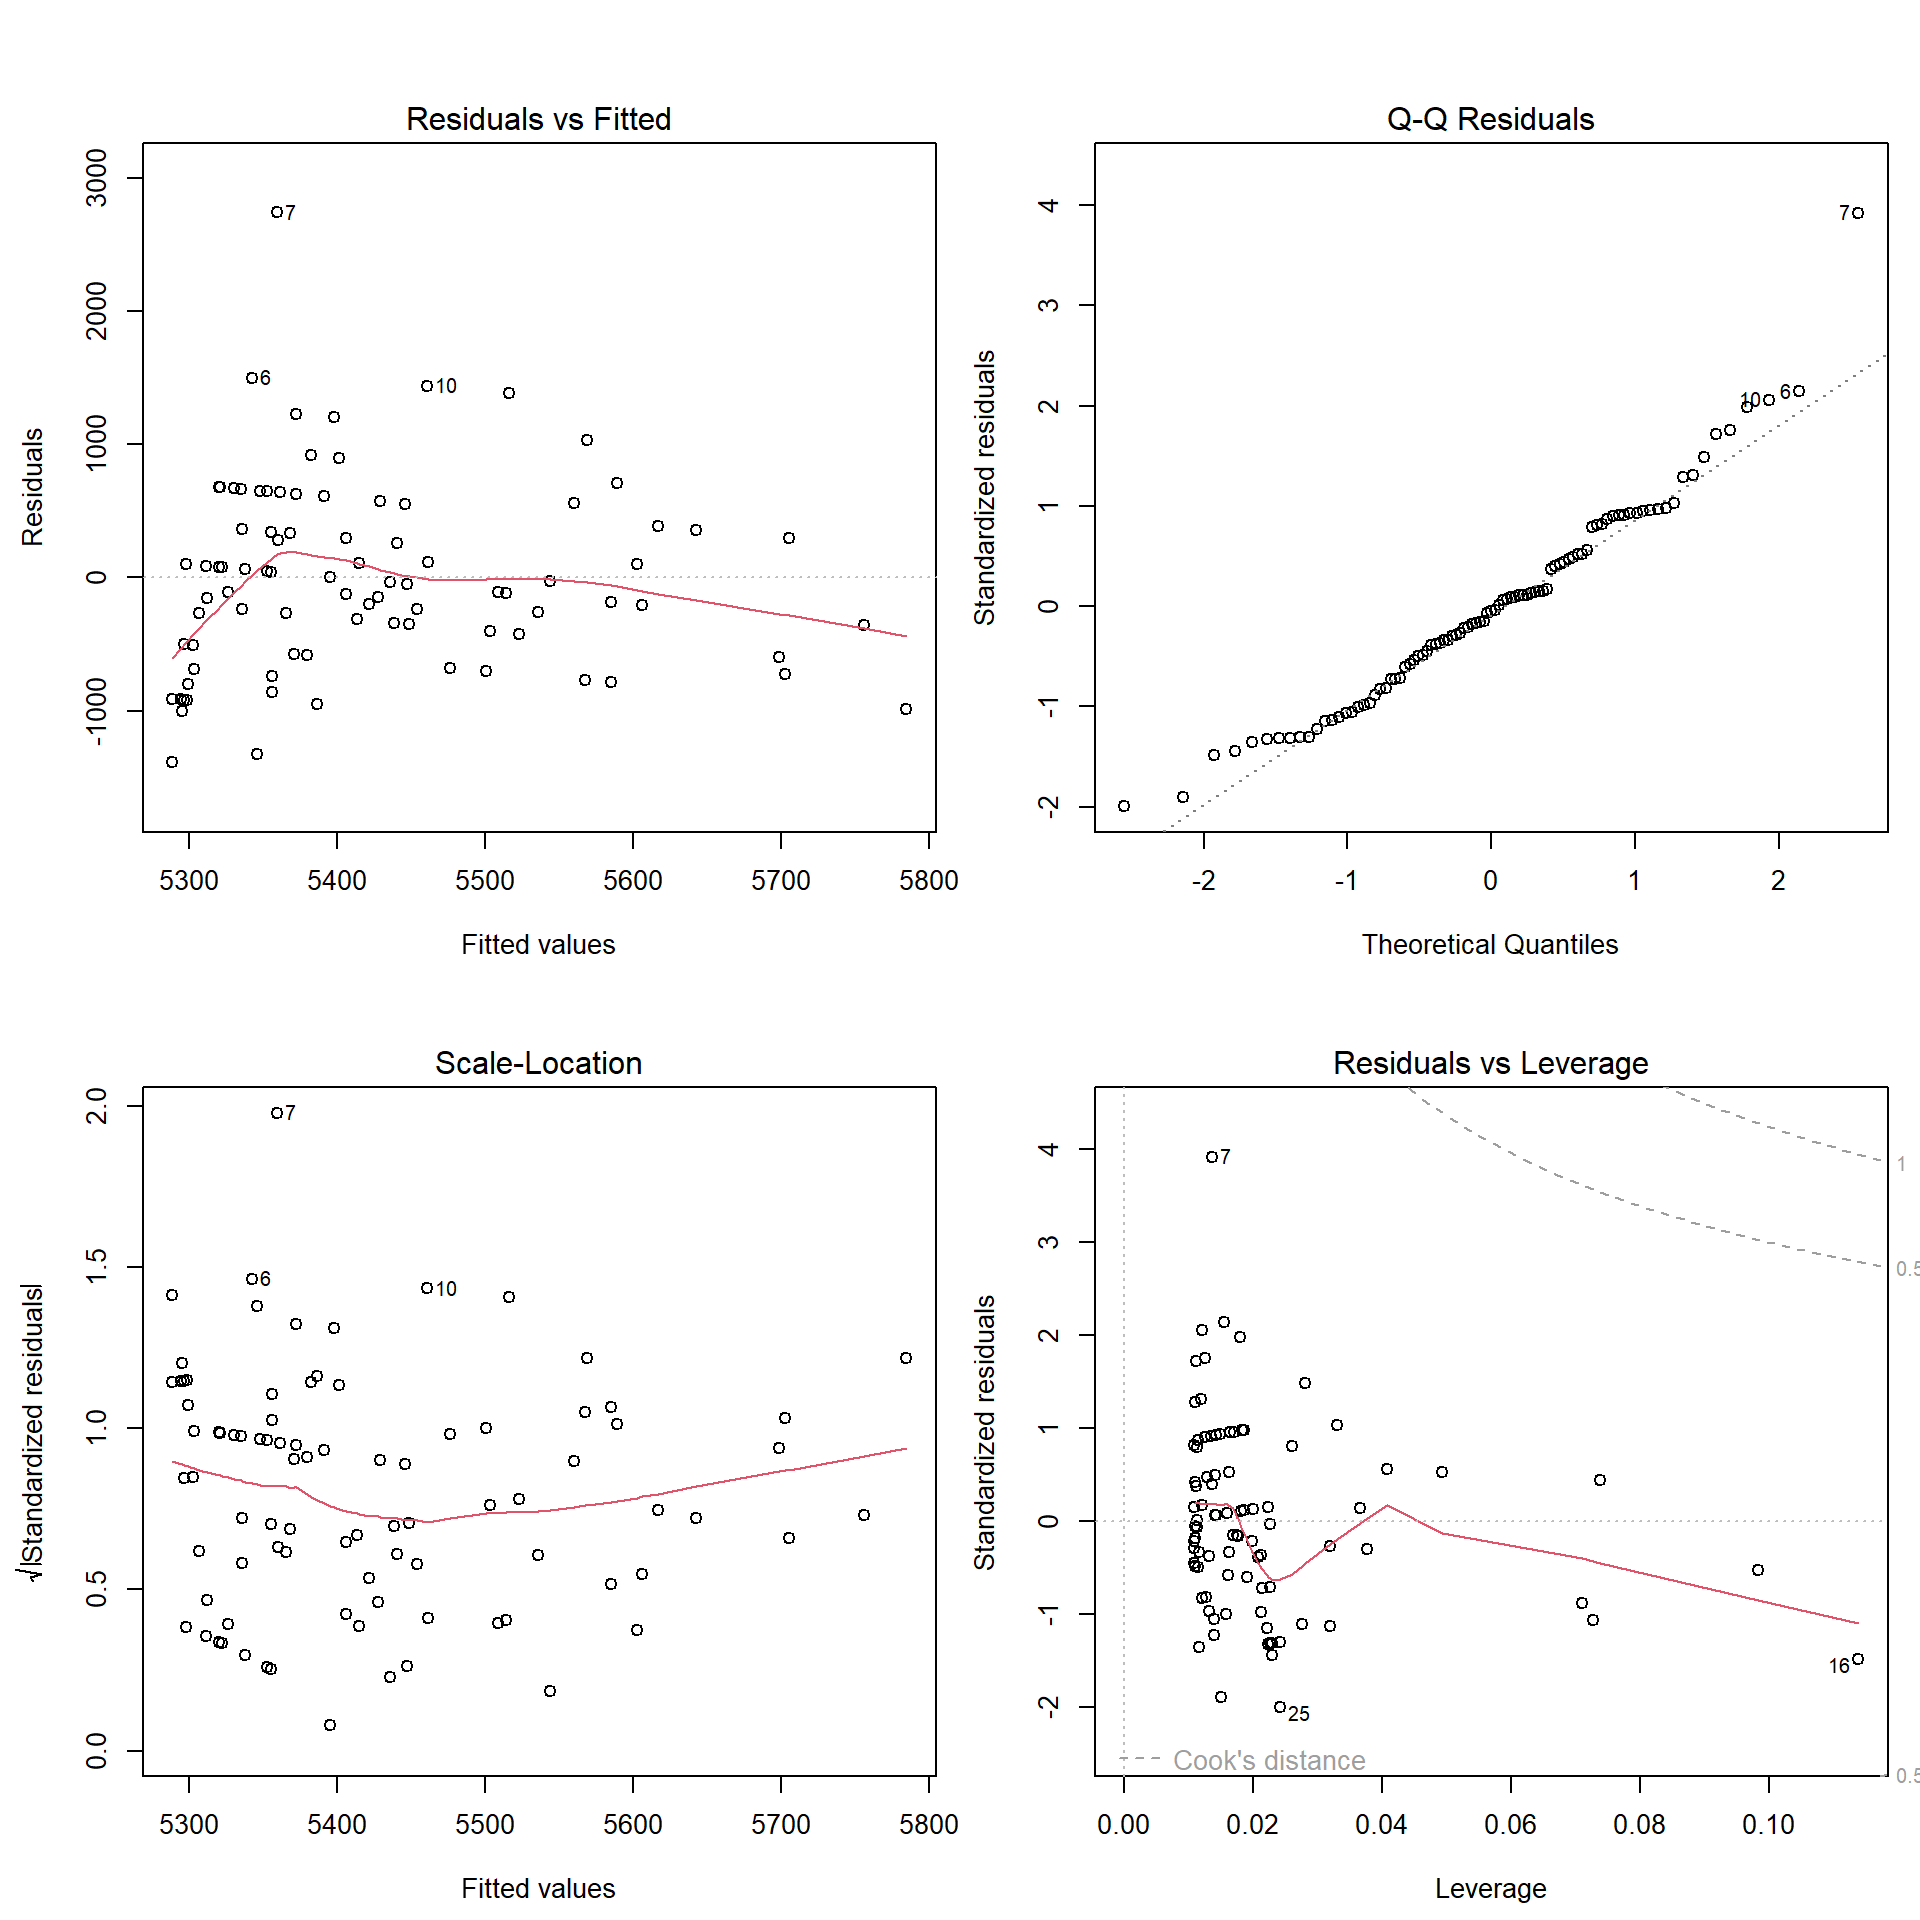 Residuals vs Fitted
Residuals
3000
2000
1000
0
-1000
7
6
10
5300 5400 5500 5600 5700 5800
Fitted values
Q-Q Residuals
Standardized residuals
4
3
2
1
0
-1
-2
7
10
6
-2 -1 0 1 2
Theoretical Quantiles
Scale-Location
√|Standardized residuals|
2.0
1.5
1.0
0.5
0.0
7
6
10
5300 5400 5500 5600 5700 5800
Fitted values
Residuals vs Leverage
Standardized residuals
4
3
2
1
0
-1
-2
7
16
25
1
0.5
0.5
Cook's distance
0.00 0.02 0.04 0.06 0.08 0.10
Leverage